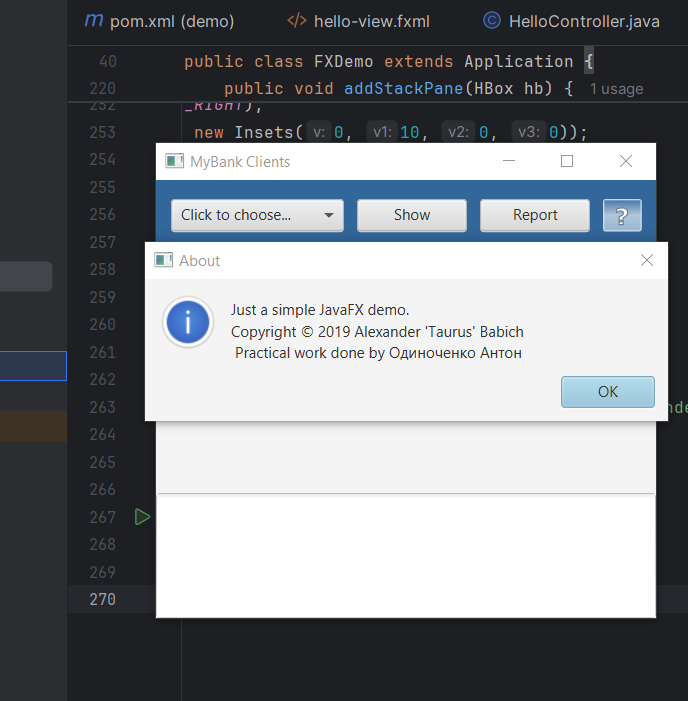 m pom.xml (demo) </> hello-view.fxml C HelloController.java
40 public class FXDemo extends Application {
220 public void addStackPane(HBox hb) { 1 usage
252 _RIGHT);
253 new Insets( v: 0, v1: 10, v2: 0, v3: 0));
254
MyBank Clients
255
256 Click to choose... Show Report ?
257
258 About
259
Just a simple JavaFX demo.
260 Copyright © 2019 Alexander 'Taurus' Babich
261 Practical work done by Одиноченко Антон
262 OK
263
264
265
266
267
268
269
270